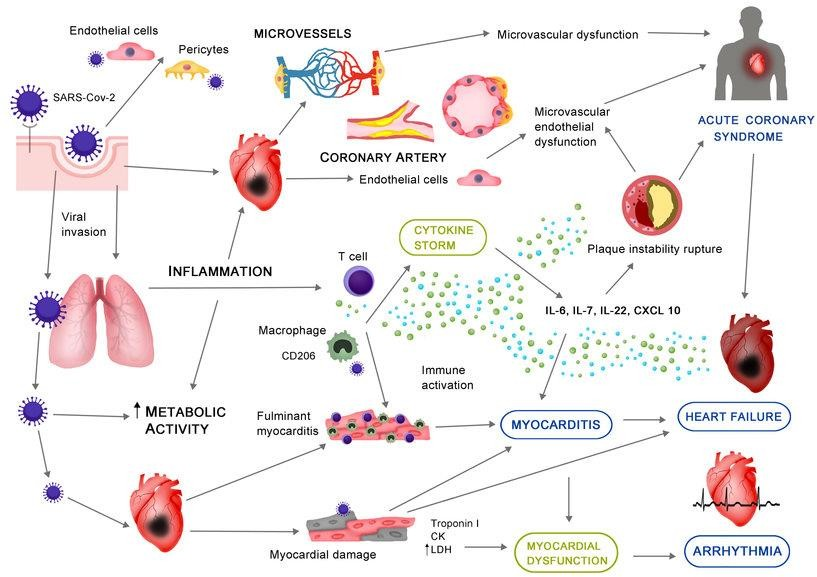 Endothelial cells
Pericytes
MICROVESSELS
Microvascular dysfunction
SARS-Cov-2
ACUTE CORONARY
SYNDROME
Microvascular
endothelial
dysfunction
CORONARY ARTERY
Endothelial cells
Viral
invasion
CYTOKINE
STORM
Plaque instability rupture
INFLAMMATION
T cell
IL-6, IL-7, IL-22, CXCL 10
Macrophage
CD206
Immune
activation
METABOLIC
ACTIVITY
Fulminant
myocarditis
MYOCARDITIS
HEART FAILURE
Troponin I
CK
LDH
Myocardial damage
MYOCARDIAL
DYSFUNCTION
ARRHYTHMIA